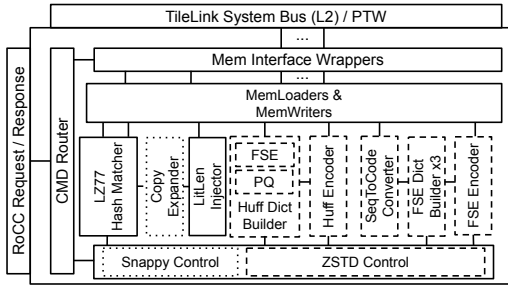 TileLink System Bus (L2) / PTW
...
Mem Interface Wrappers
...
MemLoaders &
MemWriters
RoCC Request / Response
CMD Router
LZ77
Hash Matcher
Copy
Expander
LitLen
Injector
FSE
PQ
Huff Dict
Builder
Huff Encoder
SeqToCode
Converter
FSE Dict
Builder x3
FSE Encoder
Snappy Control
ZSTD Control